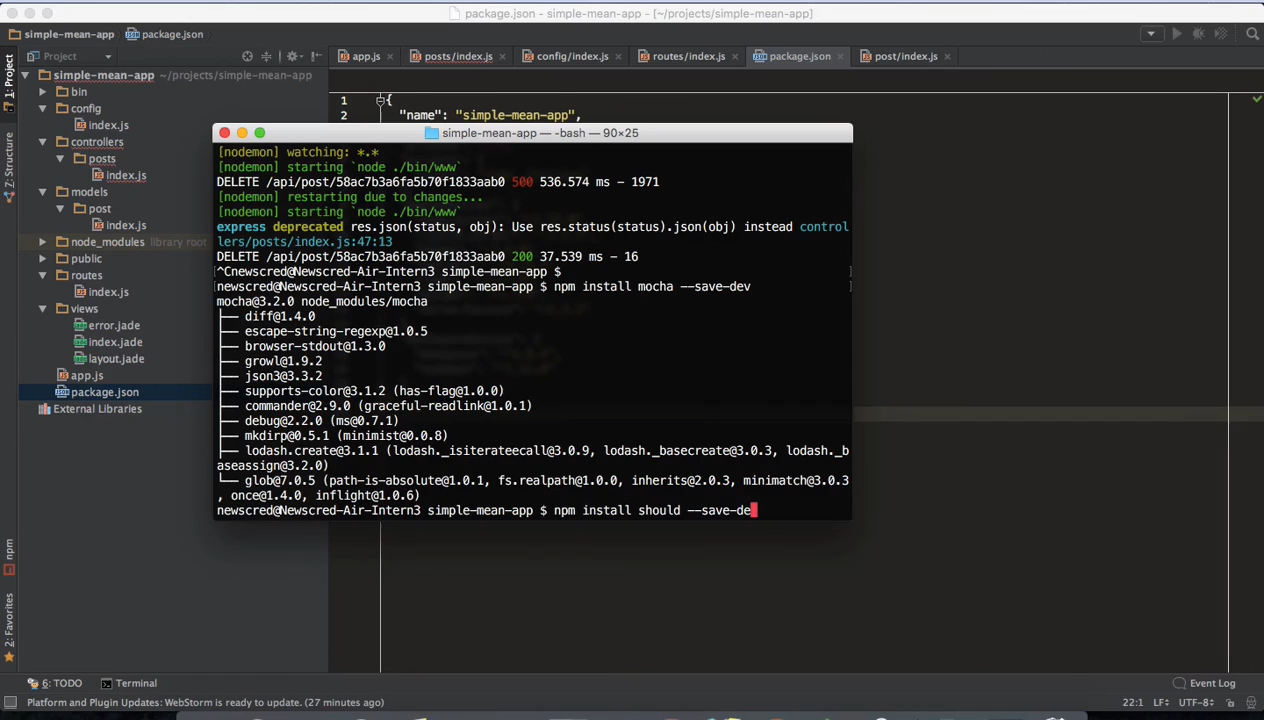 package.json - simple-mean-app - [~/projects/simple-mean-app]
simple-mean-app
package.json
Project
app.js
posts/index.js
config/index.js
routes/index.js
package.json
post/index.js
1: Project
Z: Structure
npm
2: Favorites
simple-mean-app ~/projects/simple-mean-app
bin
config
index.js
controllers
posts
index.js
models
post
index.js
node_modules library root
public
routes
index.js
views
error.jade
index.jade
layout.jade
app.js
package.json
External Libraries
1 {
2 "name": "simple-mean-app",
simple-mean-app — -bash — 90×25
[nodemon] watching: *.*
[nodemon] starting `node ./bin/www`
DELETE /api/post/58ac7b3a6fa5b70f1833aab0 500 536.574 ms - 1971
[nodemon] restarting due to changes...
[nodemon] starting `node ./bin/www`
express deprecated res.json(status, obj): Use res.status(status).json(obj) instead control
lers/posts/index.js:47:13
DELETE /api/post/58ac7b3a6fa5b70f1833aab0 200 37.539 ms - 16
^Cnewscred@Newscred-Air-Intern3 simple-mean-app $
newscred@Newscred-Air-Intern3 simple-mean-app $ npm install mocha --save-dev
mocha@3.2.0 node_modules/mocha
├── diff@1.4.0
├── escape-string-regexp@1.0.5
├── browser-stdout@1.3.0
├── growl@1.9.2
├── json3@3.3.2
├── supports-color@3.1.2 (has-flag@1.0.0)
├── commander@2.9.0 (graceful-readlink@1.0.1)
├── debug@2.2.0 (ms@0.7.1)
├── mkdirp@0.5.1 (minimist@0.0.8)
├── lodash.create@3.1.1 (lodash._isiterateecall@3.0.9, lodash._basecreate@3.0.3, lodash._b
aseassign@3.2.0)
└── glob@7.0.5 (path-is-absolute@1.0.1, fs.realpath@1.0.0, inherits@2.0.3, minimatch@3.0.3
, once@1.4.0, inflight@1.0.6)
newscred@Newscred-Air-Intern3 simple-mean-app $ npm install should --save-de
6: TODO
Terminal
Event Log
Platform and Plugin Updates: WebStorm is ready to update. (27 minutes ago)
22:1 LF÷ UTF-8÷